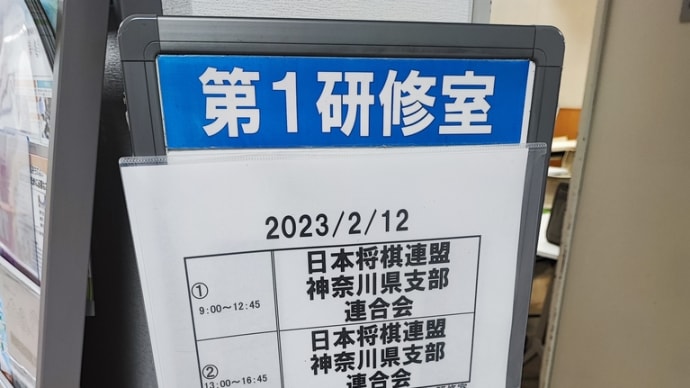 第1研修室
2023/2/12
①
9:00～12:45
日本将棋連盟
神奈川県支部
連合会
②
13:00～16:45
日本将棋連盟
神奈川県支部
連合会